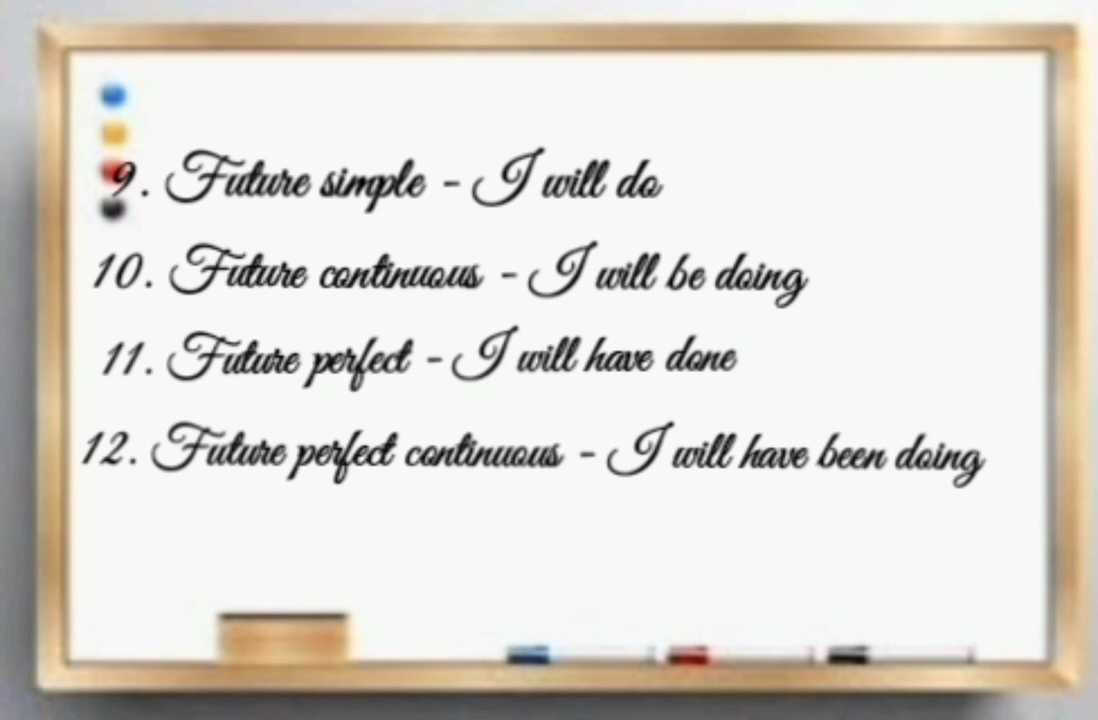 9. Future simple - I will do
10. Future continuous - I will be doing
11. Future perfect - I will have done
12. Future perfect continuous - I will have been doing